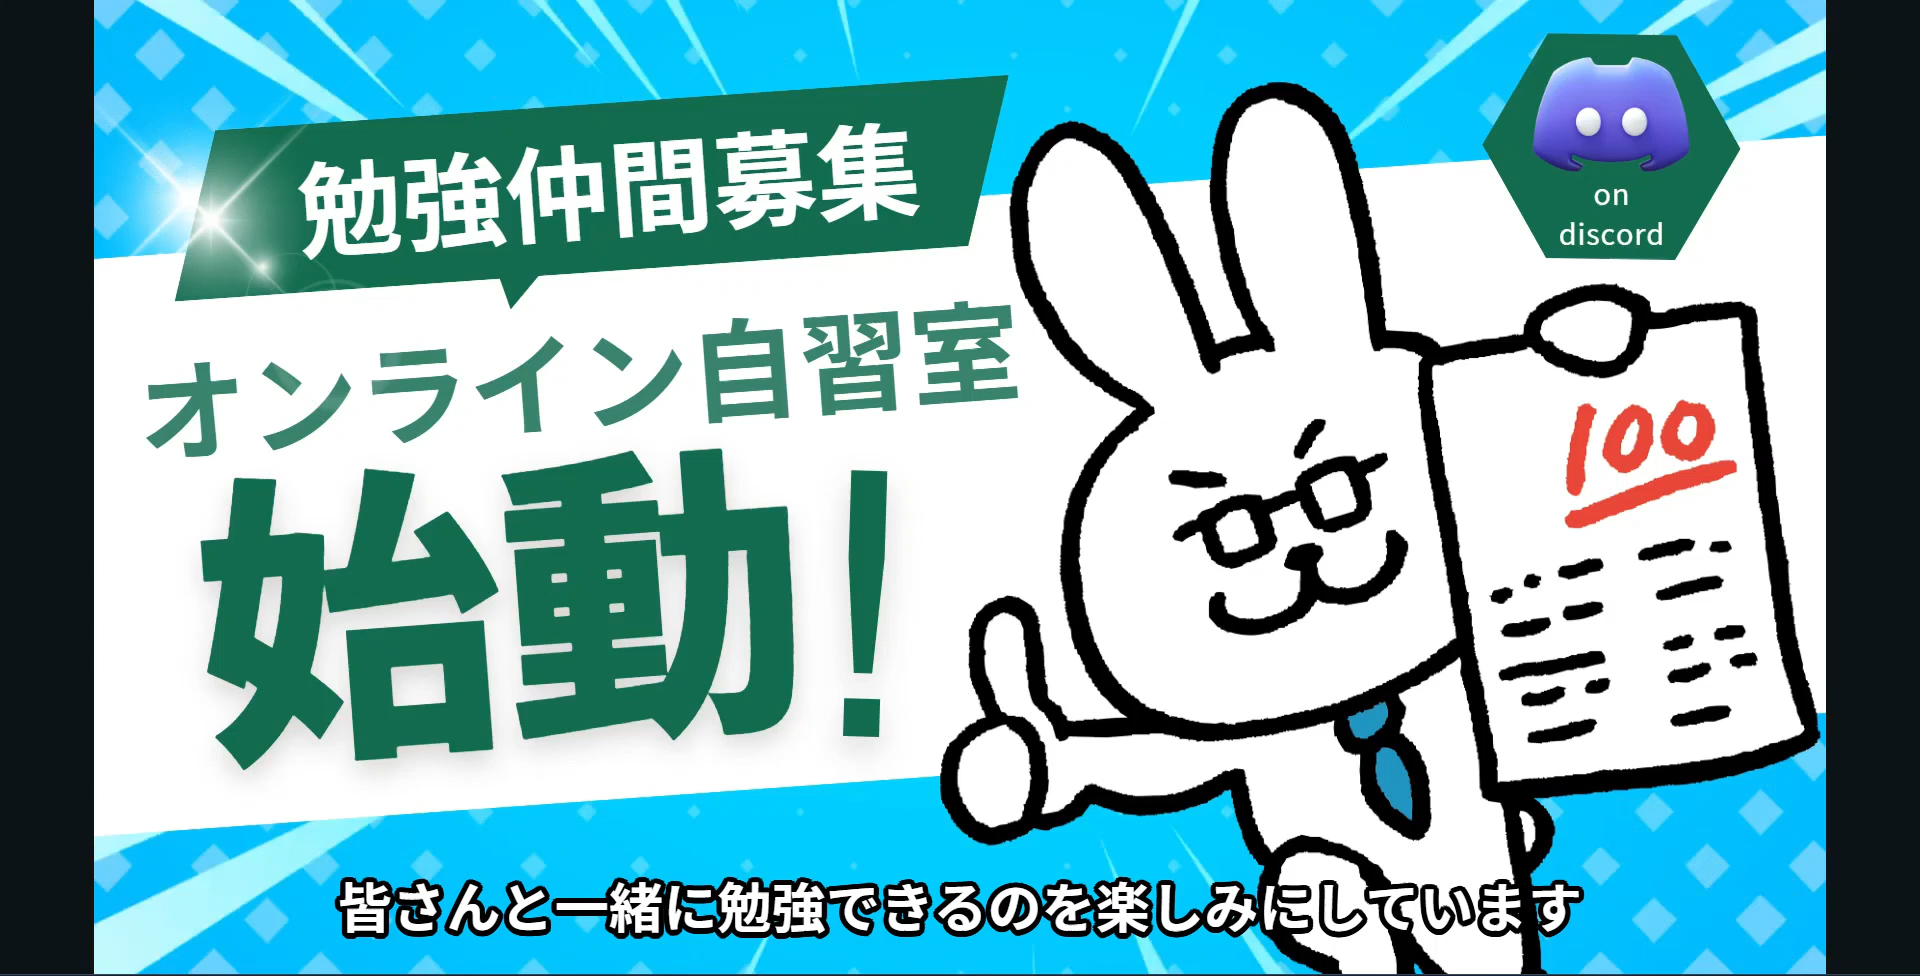 勉強仲間募集
on
discord
オンライン自習室
始動!
100
皆さんと一緒に勉強できるのを楽しみにしています